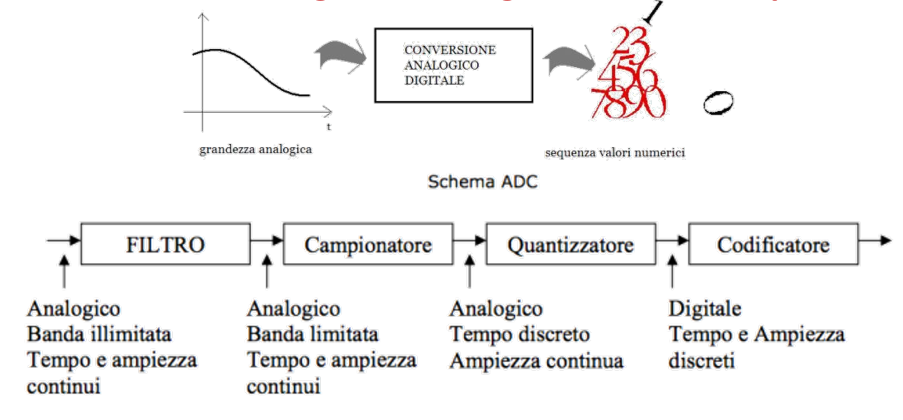 CONVERSIONE
ANALOGICO
DIGITALE
23
5
456
7890
t
grandezza analogica
sequenza valori numerici
Schema ADC
FILTRO
Campionatore
Quantizzatore
Codificatore
Analogico
Banda illimitata
Tempo e ampiezza
continui
Analogico
Banda limitata
Tempo e ampiezza
continui
Analogico
Tempo discreto
Ampiezza continua
Digitale
Tempo e Ampiezza
discreti